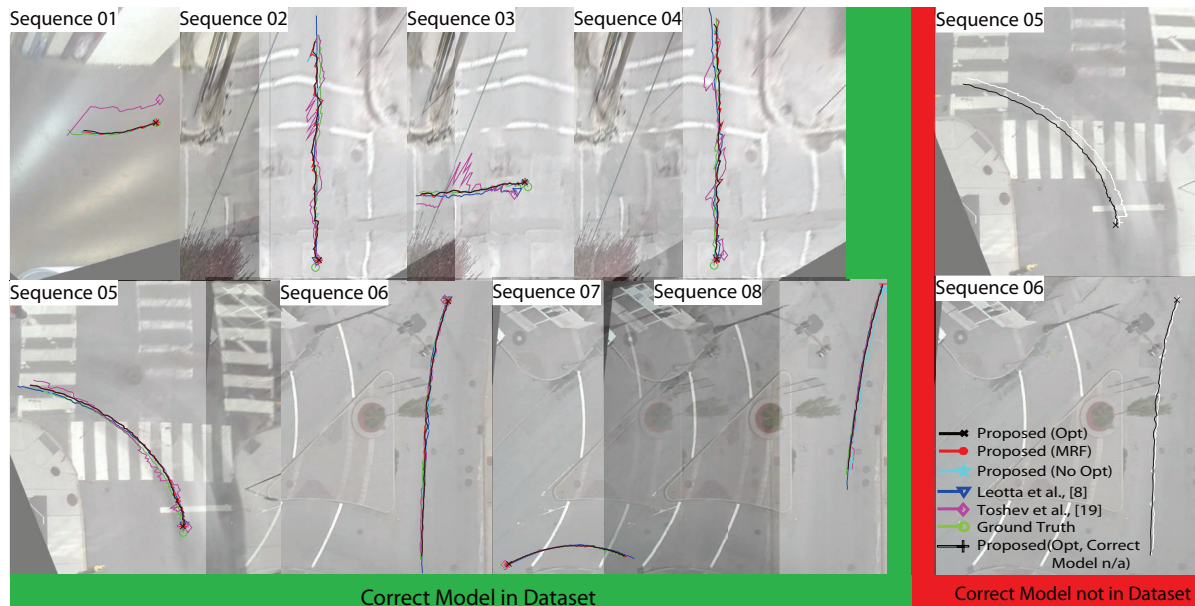 Sequence 01
Sequence 02
Sequence 03
Sequence 04
Sequence 05
Sequence 05
Sequence 06
Sequence 07
Sequence 08
Sequence 06
Proposed (Opt)
Proposed (MRF)
Proposed (No Opt)
Leotta et al., [8]
Toshev et al., [19]
Ground Truth
Proposed(Opt, Correct
Model n/a)
Correct Model in Dataset
Correct Model not in Dataset